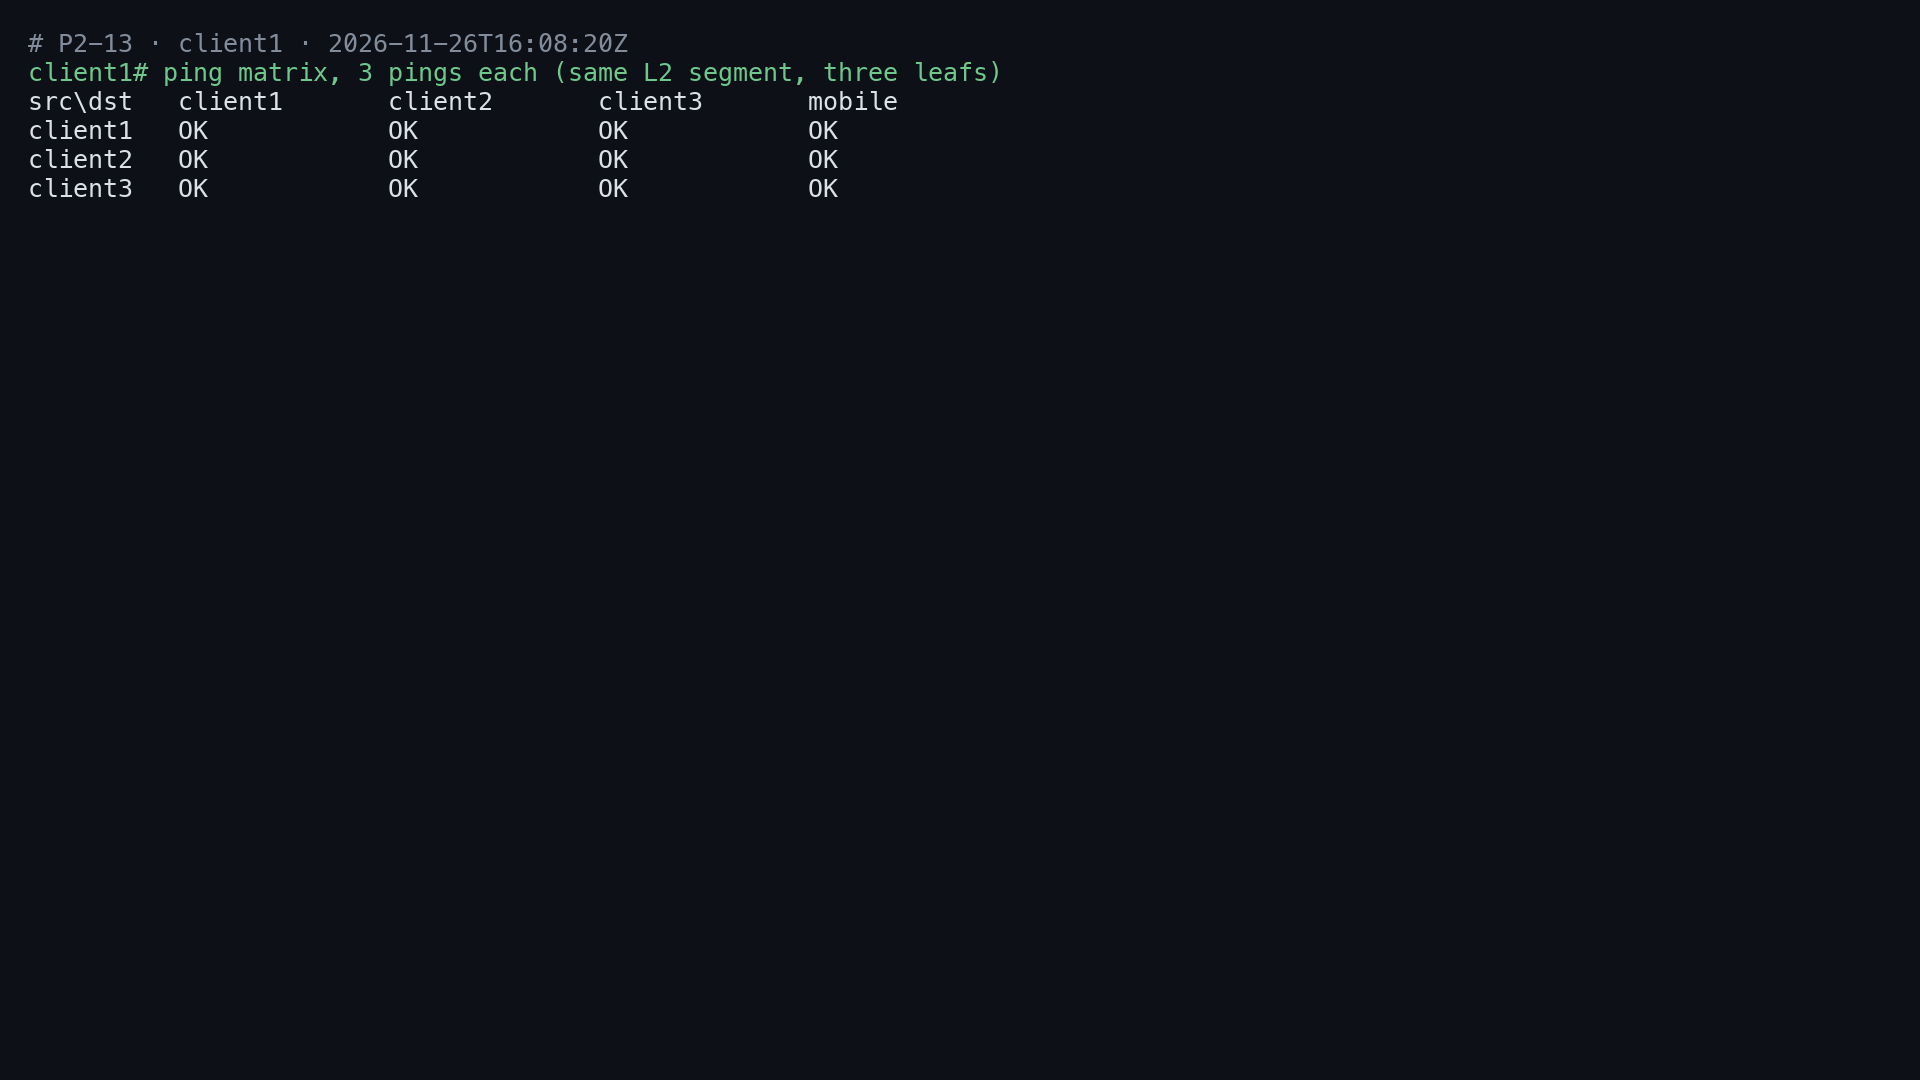 # P2−13 · client1 · 2026−11−26T16:08:20Z
client1# ping matrix, 3 pings each (same L2 segment, three leafs)
src\dst   client1       client2       client3       mobile
client1   OK            OK            OK            OK
client2   OK            OK            OK            OK
client3   OK            OK            OK            OK